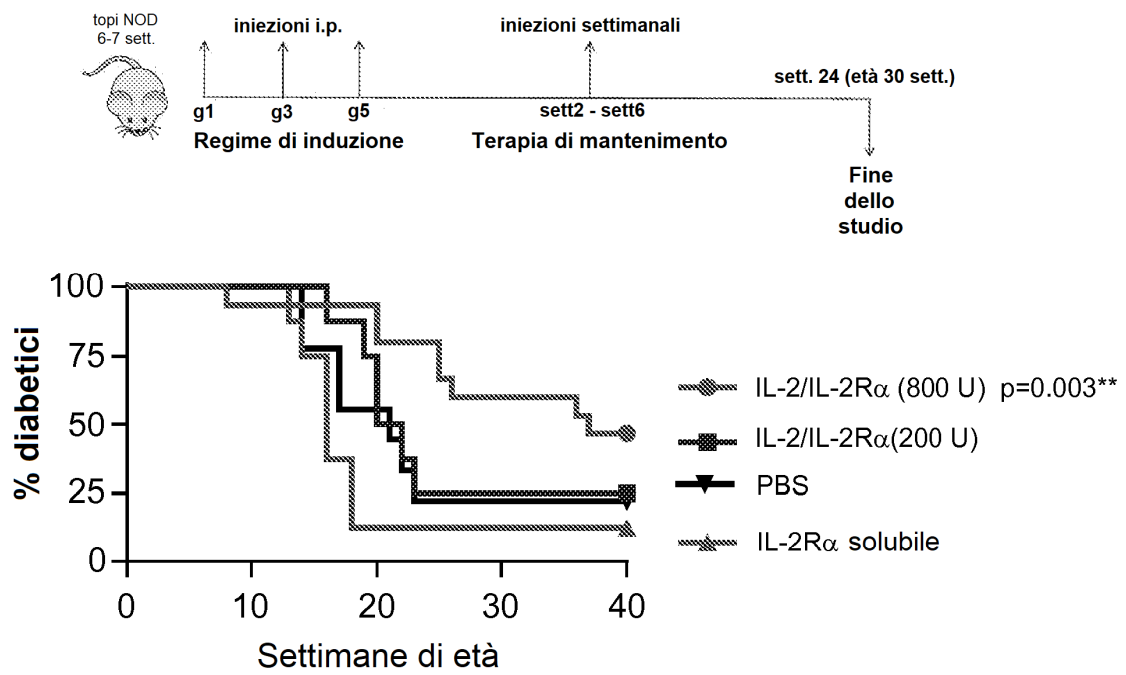 topi NOD
6-7 sett.
iniezioni i.p.
iniezioni settimanali
sett. 24 (età 30 sett.)
g1
g3
g5
sett2 - sett6
Regime di induzione
Terapia di mantenimento
Fine
dello
studio
% diabetici
100
75
50
25
0
0
10
20
30
40
Settimane di età
IL-2/IL-2Rα (800 U) p=0.003**
IL-2/IL-2Rα(200 U)
PBS
IL-2Rα solubile